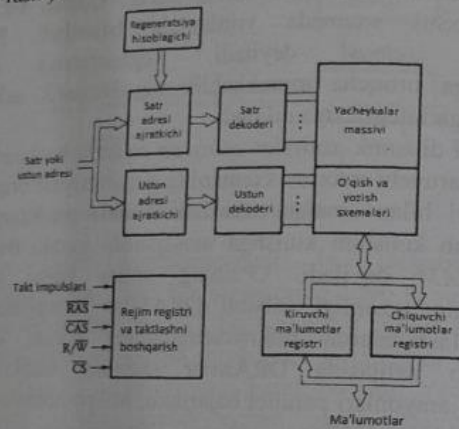 Regeneratsiya
hisoblagichi
Satr
adresi
ajratkichi
Satr
dekoderi
Yacheykalar
massivi
Satr yoki
ustun adresi
Ustun
adresi
ajratkichi
Ustun
dekoderi
O'qish va
yozish
sxemalari
Takt impulslari
RAS
CAS
R/W
CS
Rejim registri
va taktlashni
boshqarish
Kiruvchi
ma'lumotlar
registri
Chiquvchi
ma'lumotlar
registri
Ma'lumotlar